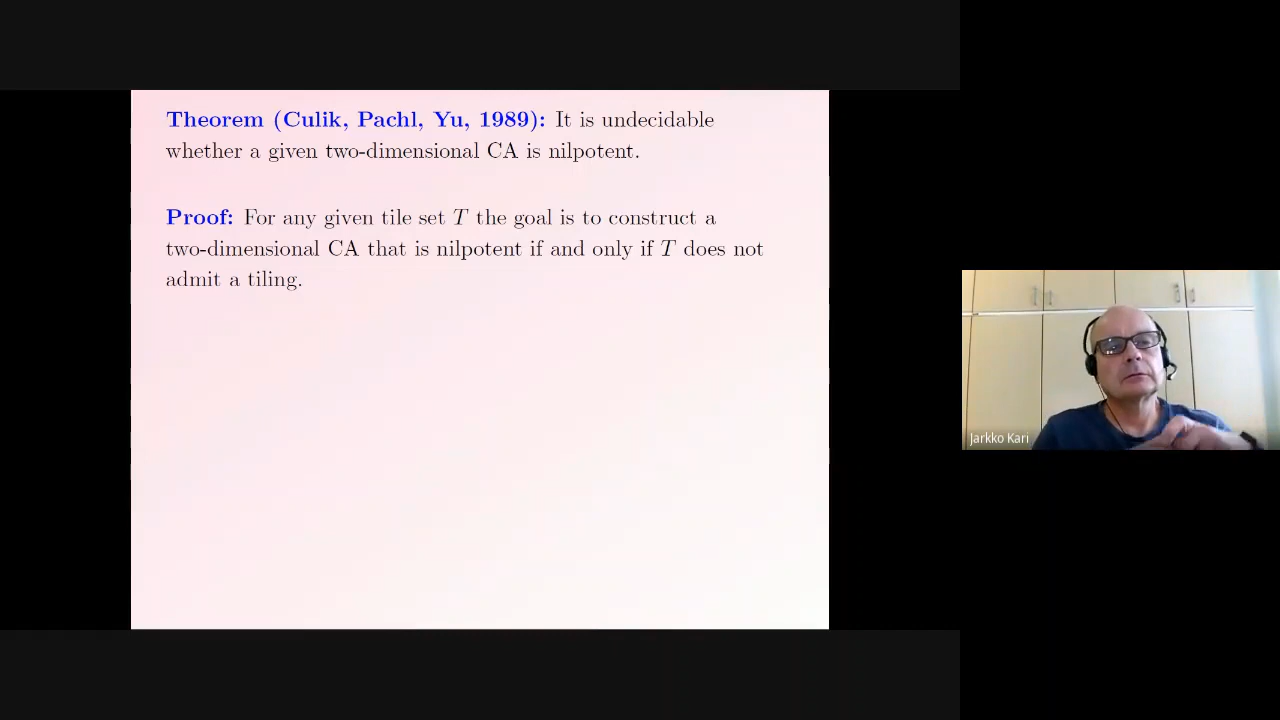 Theorem (Culik, Pachl, Yu, 1989): It is undecidable
whether a given two-dimensional CA is nilpotent.
Proof: For any given tile set T the goal is to construct a
two-dimensional CA that is nilpotent if and only if T does not
admit a tiling.
Jarkko Kari